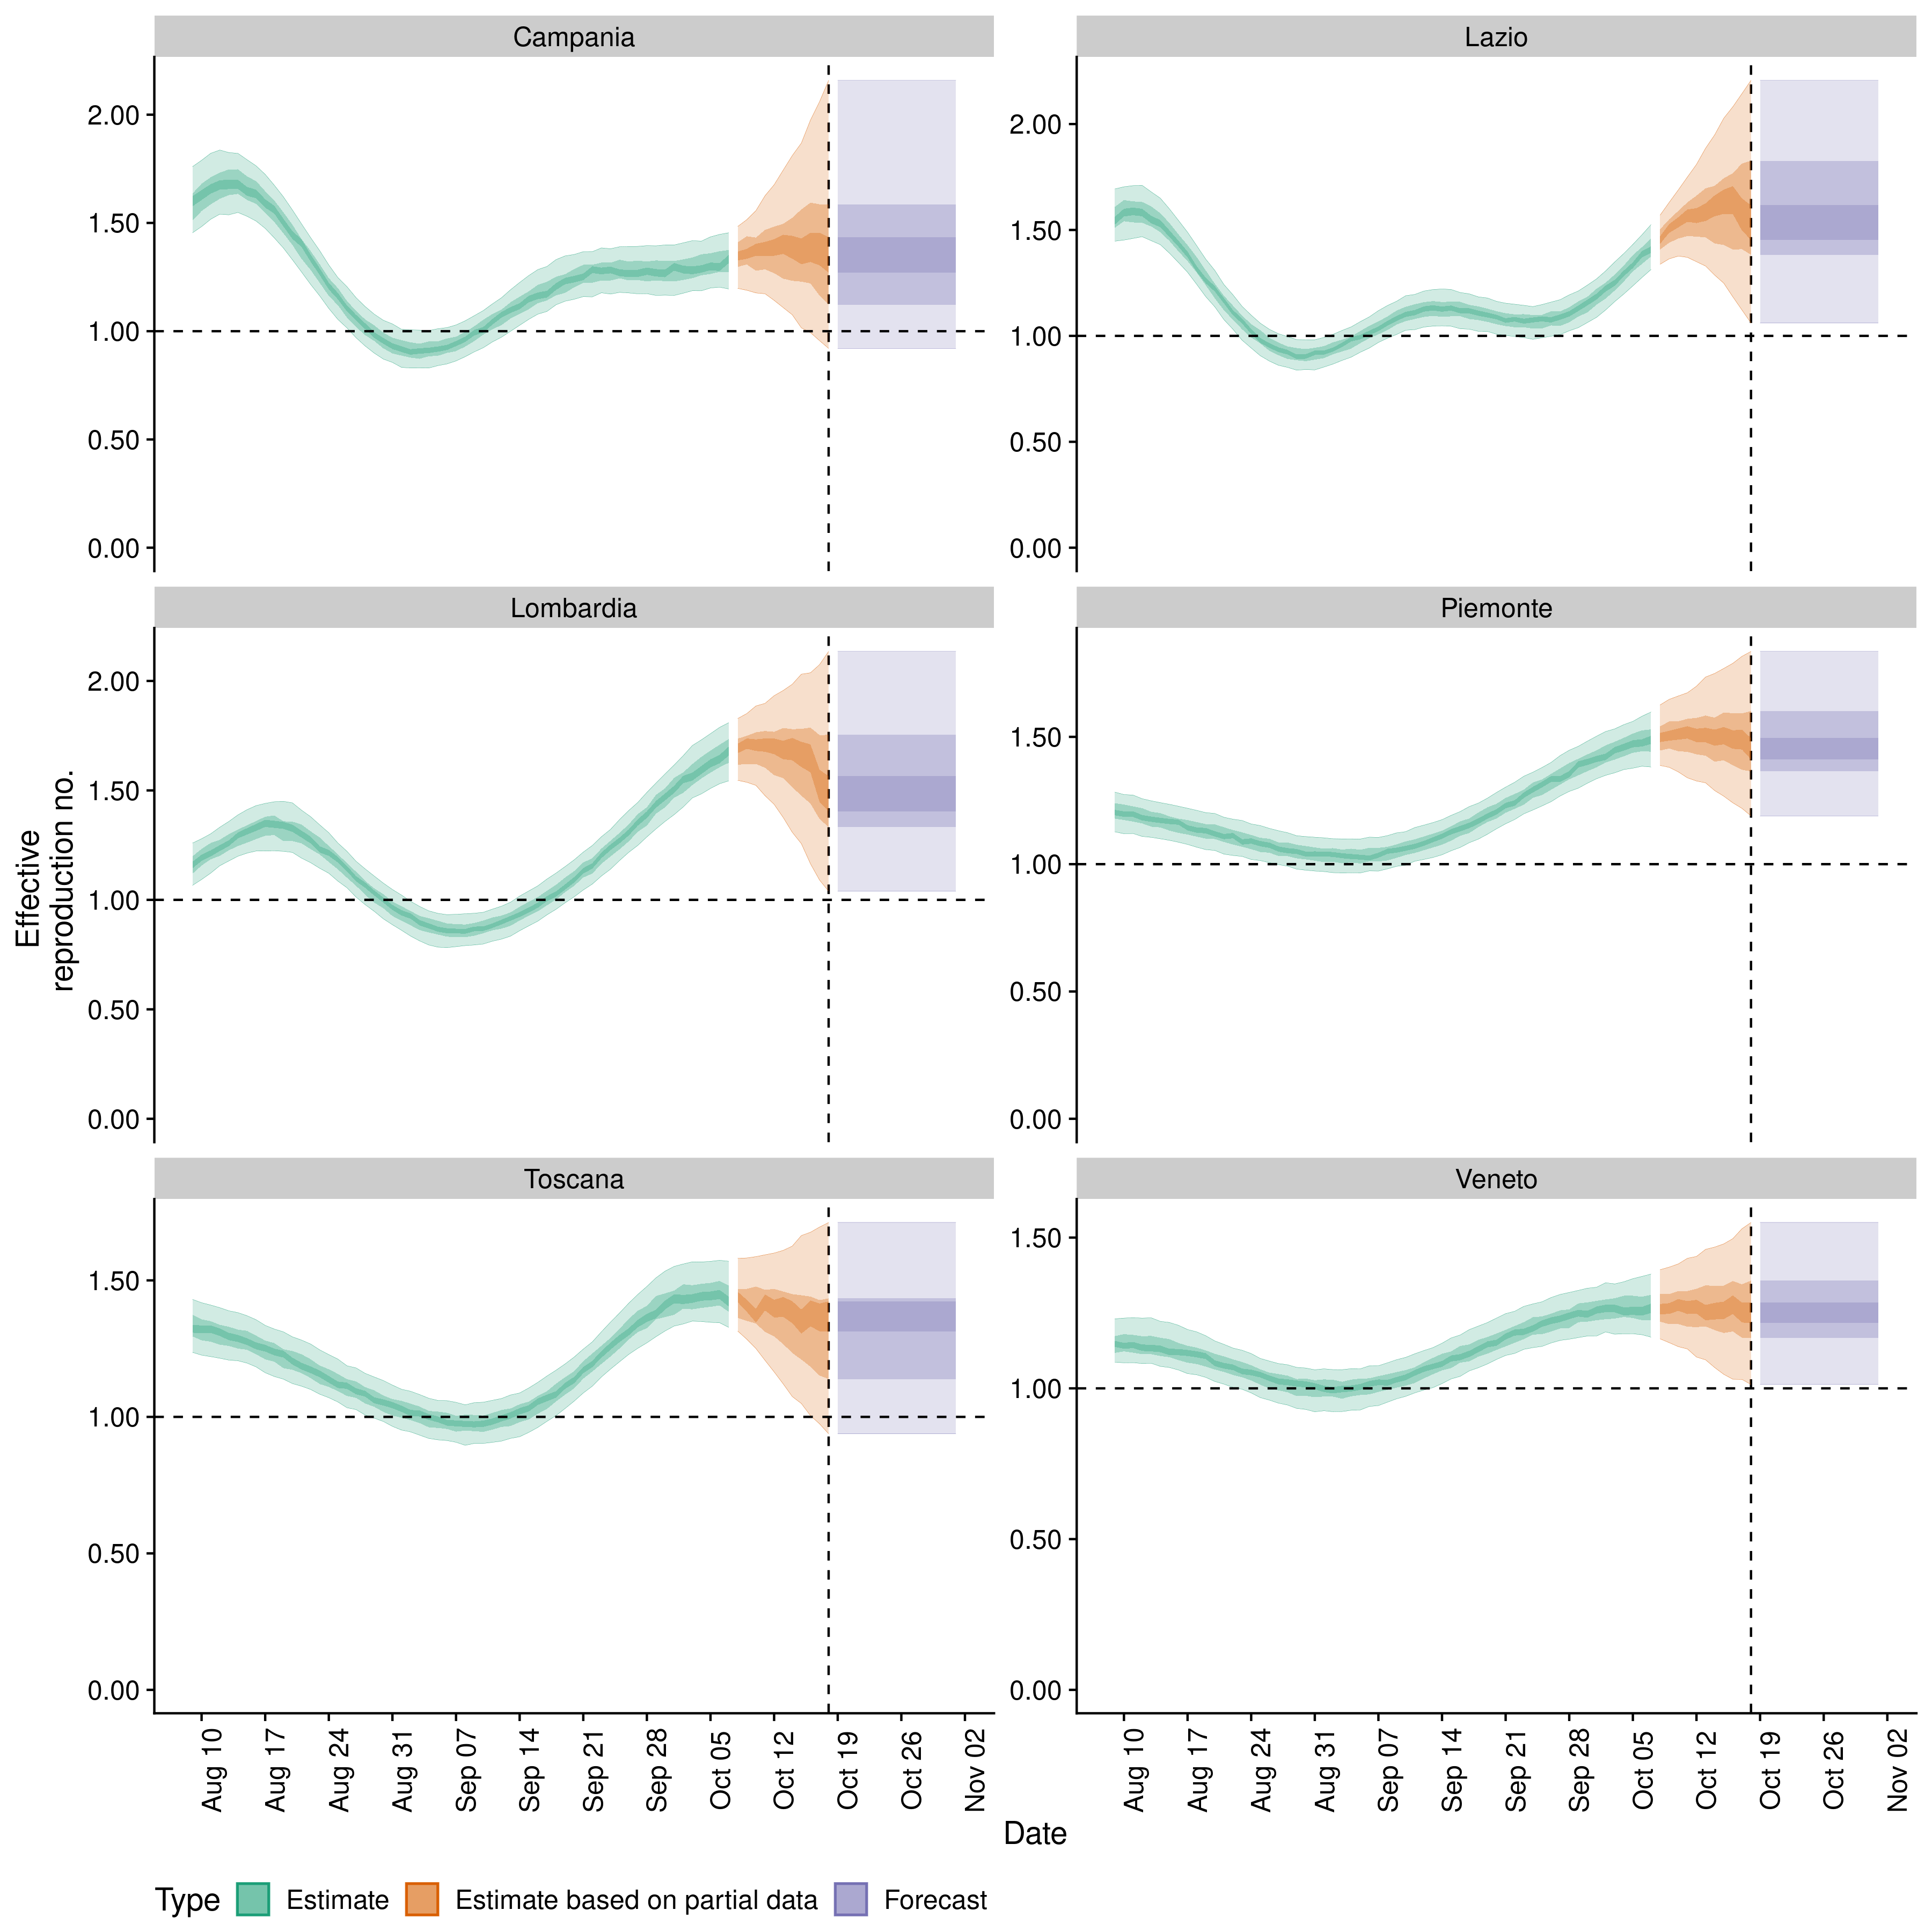 Campania
Lazio
2.00
1.50
1.00
0.50
0.00
2.00
1.50
1.00
0.50
0.00
Lombardia
Piemonte
2.00
1.50
1.00
0.50
0.00
1.50
1.00
0.50
0.00
Toscana
Veneto
1.50
1.00
0.50
0.00
1.50
1.00
0.50
0.00
Effective
reproduction no.
Aug 10
Aug 17
Aug 24
Aug 31
Sep 07
Sep 14
Sep 21
Sep 28
Oct 05
Oct 12
Oct 19
Oct 26
Nov 02
Aug 10
Aug 17
Aug 24
Aug 31
Sep 07
Sep 14
Sep 21
Sep 28
Oct 05
Oct 12
Oct 19
Oct 26
Nov 02
Date
Type Estimate Estimate based on partial data Forecast